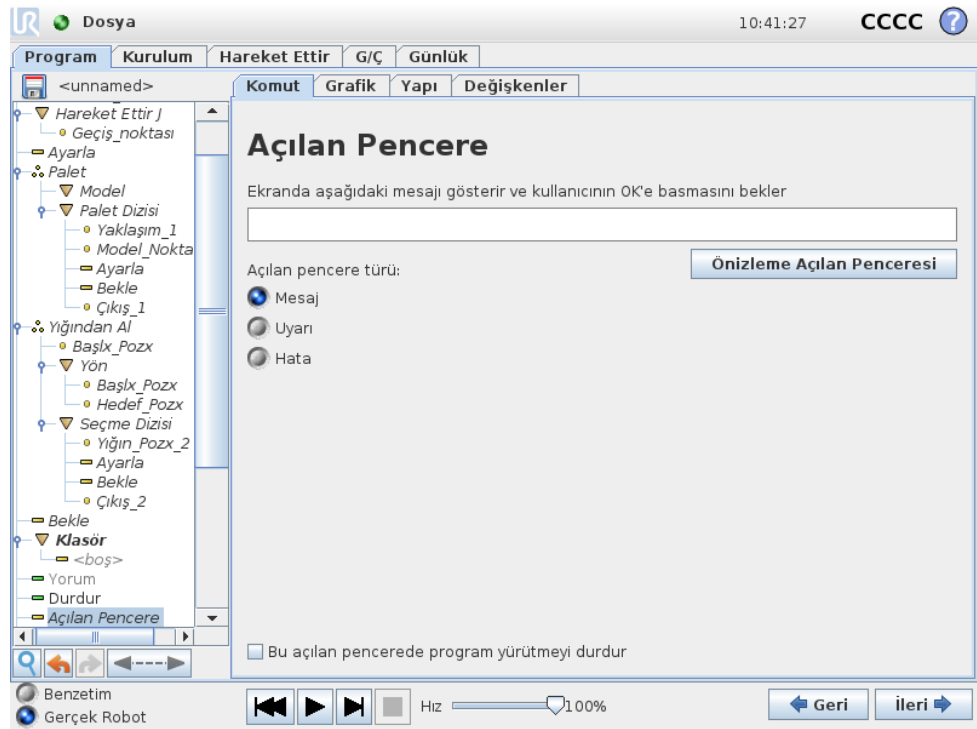 UR Dosya 10:41:27 CCCC ?
Program Kurulum Hareket Ettir G/Ç Günlük
<unnamed> Komut Grafik Yapı Değişkenler
Hareket Ettir J
Geçiş_noktası
Ayarla
Palet
Model
Palet Dizisi
Yaklaşım_1
Model_Nokta
Ayarla
Bekle
Çıkış_1
Yığından Al
Başlx_Pozx
Yön
Başlx_Pozx
Hedef_Pozx
Seçme Dizisi
Yığın_Pozx_2
Ayarla
Bekle
Çıkış_2
Bekle
Klasör
<boş>
Yorum
Durdur
Açılan Pencere
Açılan Pencere
Ekranda aşağıdaki mesajı gösterir ve kullanıcının OK'e basmasını bekler
Açılan pencere türü:
Önizleme Açılan Penceresi
Mesaj
Uyarı
Hata
Bu açılan pencerede program yürütmeyi durdur
Benzetim
Gerçek Robot
Hız 100%
Geri İleri